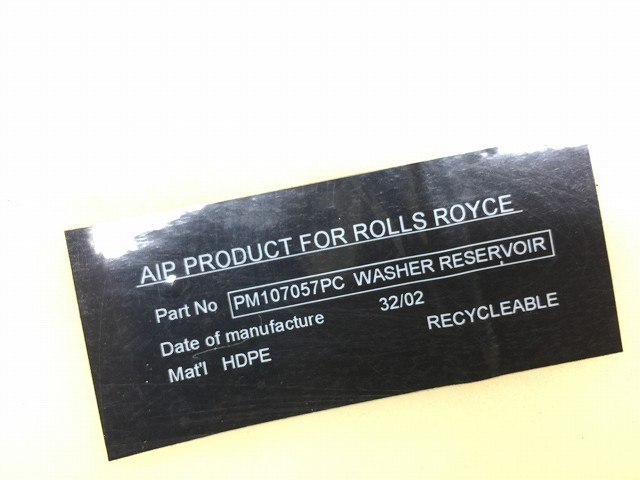 AIP PRODUCT FOR ROLLS ROYCE
Part No PM107057PC WASHER RESERVOIR
Date of manufacture 32/02
Mat'l HDPE RECYCLEABLE